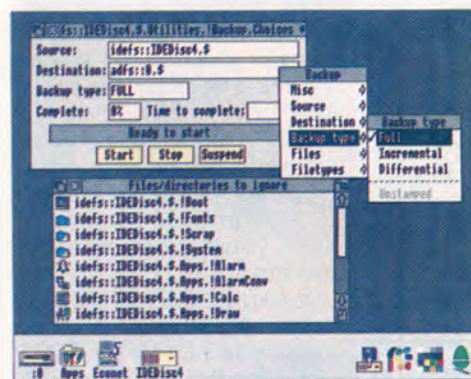 fs::IDEDisc4.$.Utilities.!Backup.Choices
Source: idefs::IDEDisc4.$
Destination: adfs::0.$
Backup type: FULL
Complete: 0% Time to complete:
Ready to start
Start Stop Suspend
Backup
Misc
Source
Destination
Backup type
Files
Filetypes
Backup type
✓ Full
Incremental
Differential
Unstamped
Files/directories to ignore
idefs::IDEDisc4.$.!Boot
idefs::IDEDisc4.$.!Fonts
idefs::IDEDisc4.$.!Scrap
idefs::IDEDisc4.$.!System
idefs::IDEDisc4.$.Apps.!Alarm
idefs::IDEDisc4.$.Apps.!AlarmConv
idefs::IDEDisc4.$.Apps.!Calc
idefs::IDEDisc4.$.Apps.!Draw
:0 Apps Econet IDEDisc4